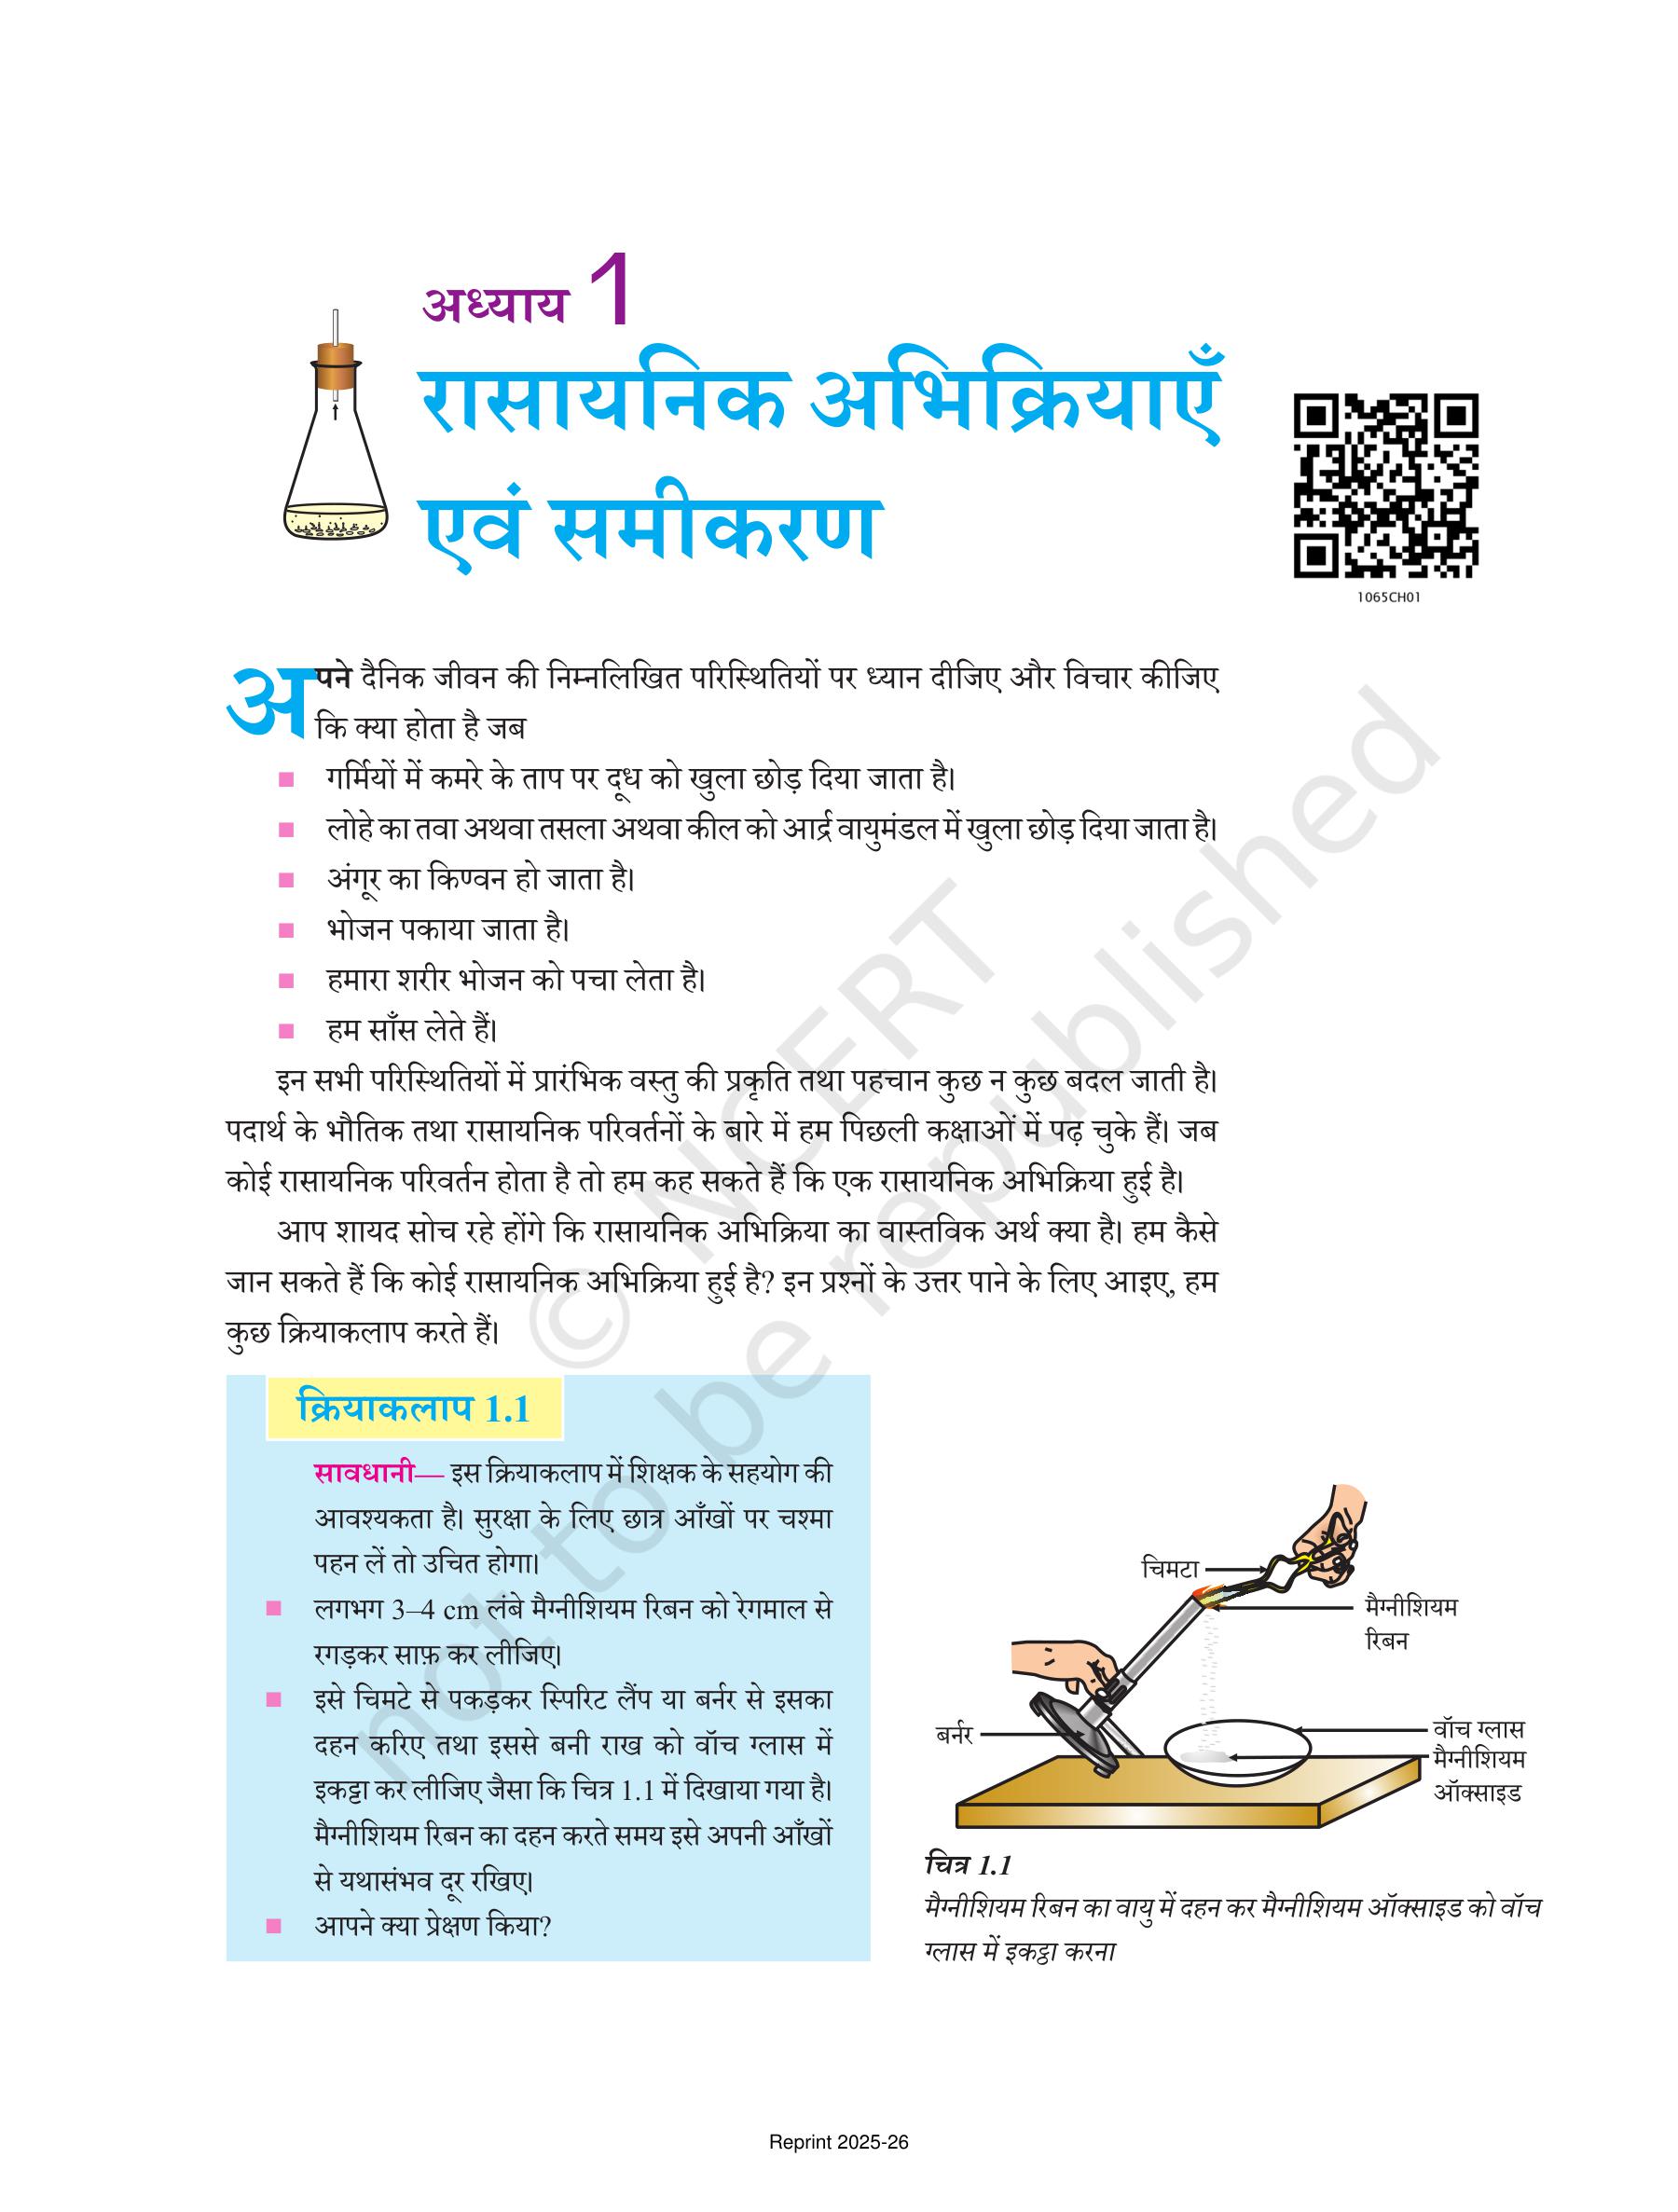 अध्याय 1
रासायनिक अभिक्रियाएँ
एवं समीकरण
1065CH01
अपने दैनिक जीवन की निम्नलिखित परिस्थितियों पर ध्यान दीजिए और विचार कीजिए
कि क्या होता है जब
■ गर्मियों में कमरे के ताप पर दूध को खुला छोड़ दिया जाता है।
■ लोहे का तवा अथवा तसला अथवा कील को आर्द्र वायुमंडल में खुला छोड़ दिया जाता है।
■ अंगूर का किण्वन हो जाता है।
■ भोजन पकाया जाता है।
■ हमारा शरीर भोजन को पचा लेता है।
■ हम साँस लेते हैं।
इन सभी परिस्थितियों में प्रारंभिक वस्तु की प्रकृति तथा पहचान कुछ न कुछ बदल जाती है।
पदार्थ के भौतिक तथा रासायनिक परिवर्तनों के बारे में हम पिछली कक्षाओं में पढ़ चुके हैं। जब
कोई रासायनिक परिवर्तन होता है तो हम कह सकते हैं कि एक रासायनिक अभिक्रिया हुई है।
आप शायद सोच रहे होंगे कि रासायनिक अभिक्रिया का वास्तविक अर्थ क्या है। हम कैसे
जान सकते हैं कि कोई रासायनिक अभिक्रिया हुई है? इन प्रश्नों के उत्तर पाने के लिए आइए, हम
कुछ क्रियाकलाप करते हैं।
क्रियाकलाप 1.1
सावधानी— इस क्रियाकलाप में शिक्षक के सहयोग की
आवश्यकता है। सुरक्षा के लिए छात्र आँखों पर चश्मा
पहन लें तो उचित होगा।
■ लगभग 3–4 cm लंबे मैग्नीशियम रिबन को रेगमाल से
रगड़कर साफ़ कर लीजिए।
■ इसे चिमटे से पकड़कर स्पिरिट लैंप या बर्नर से इसका
दहन करिए तथा इससे बनी राख को वॉच ग्लास में
इकट्ठा कर लीजिए जैसा कि चित्र 1.1 में दिखाया गया है।
मैग्नीशियम रिबन का दहन करते समय इसे अपनी आँखों
से यथासंभव दूर रखिए।
■ आपने क्या प्रेक्षण किया?
चिमटा
मैग्नीशियम
रिबन
बर्नर
वॉच ग्लास
मैग्नीशियम
ऑक्साइड
चित्र 1.1
मैग्नीशियम रिबन का वायु में दहन कर मैग्नीशियम ऑक्साइड को वॉच
ग्लास में इकट्ठा करना
© NCERT
not to be republished
Reprint 2025-26